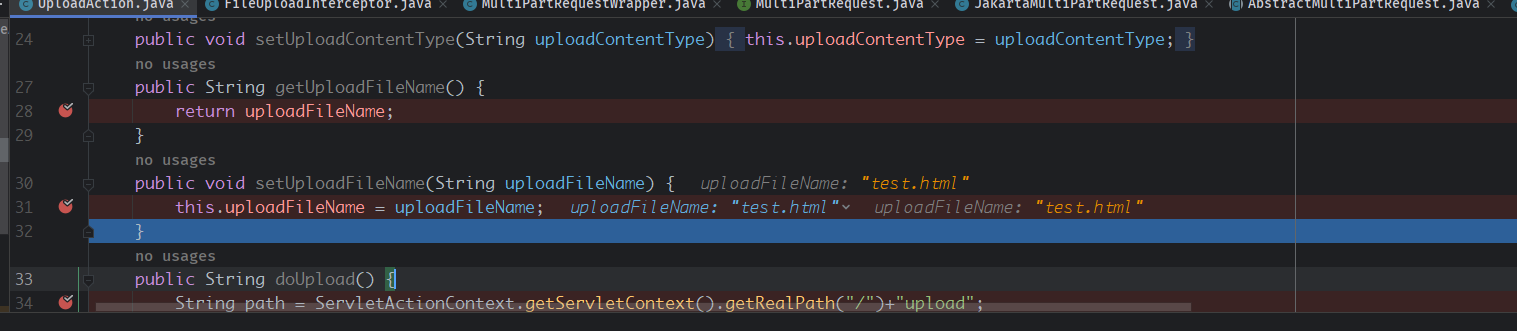 UploadAction.java FileUploadInterceptor.java MultiPartRequestWrapper.java MultiPartRequest.java JakartaMultiPartRequest.java AbstractMultiPartRequest.java
no usages
24 public void setUploadContentType(String uploadContentType) { this.uploadContentType = uploadContentType; }
no usages
27 public String getUploadFileName() {
28 return uploadFileName;
29 }
no usages
30 public void setUploadFileName(String uploadFileName) { uploadFileName: "test.html"
31 this.uploadFileName = uploadFileName; uploadFileName: "test.html" uploadFileName: "test.html"
32 }
no usages
33 public String doUpload() {
34 String path = ServletActionContext.getServletContext().getRealPath("/")+"upload";